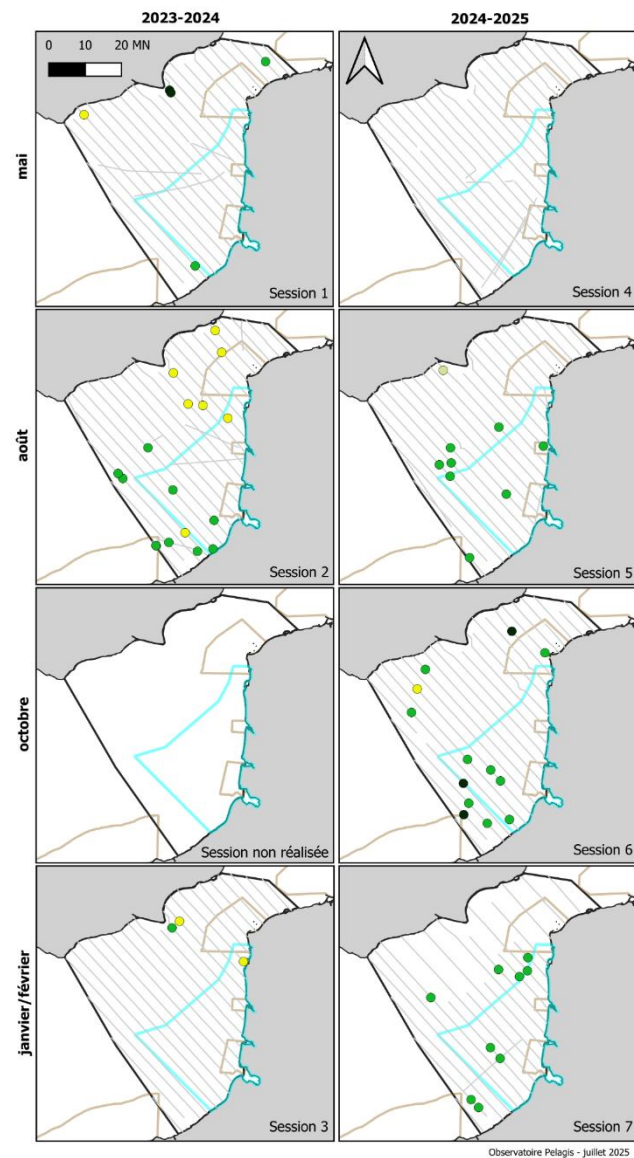 2023-2024
2024-2025
0 10 20 MN
mai
Session 1
Session 4
août
Session 2
Session 5
octobre
Session non réalisée
Session 6
janvier/février
Session 3
Session 7
Observatoire Pelagis - juillet 2025